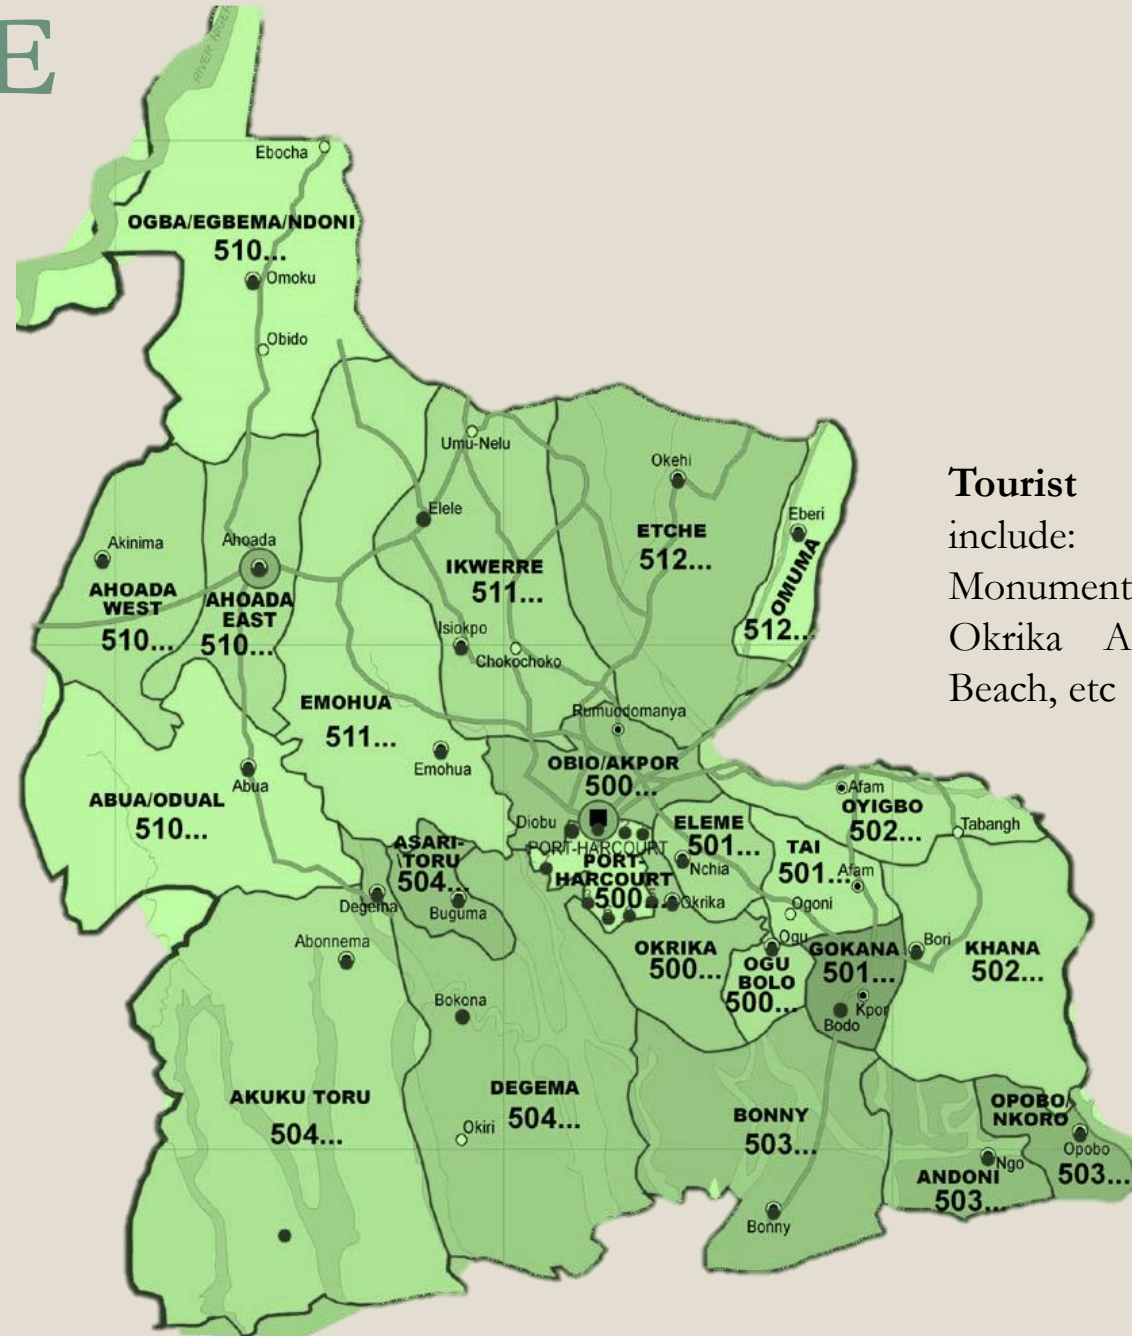 E
RIVER NIGER
Ebocha
OGBA/EGBEMA/NDONI
510...
Omoku
Obido
Umu-Nelu
Okehi
Elele
Eberi
ETCHE
512...
Akinima
Ahoada
IKWERRE
511...
AHOADA
WEST
510...
AHOADA
EAST
510...
OMUMA
512...
Isiokpo
Chokochoko
EMOHUA
511...
Rumuodomanya
Emohua
OBIO/AKPOR
500...
Abua
ABUA/ODUAL
510...
Afam
OYIGBO
502...
Tabangh
Diobu
ELEME
501...
TAI
501...
PORT-HARCOURT
PORT-
HARCOURT
500...
Nchia
Afam
ASARI-
TORU
504...
Degema
Buguma
Okrika
Ogoni
Abonnema
OKRIKA
500...
Ogu
OGU
BOLO
500...
GOKANA
501...
Bori
KHANA
502...
Kpor
Bodo
Bokona
AKUKU TORU
504...
DEGEMA
504...
Okiri
BONNY
503...
OPOBO/
NKORO
Opobo
503...
Ngo
ANDONI
503...
Bonny
Tourist
include:
Monument
Okrika A
Beach, etc